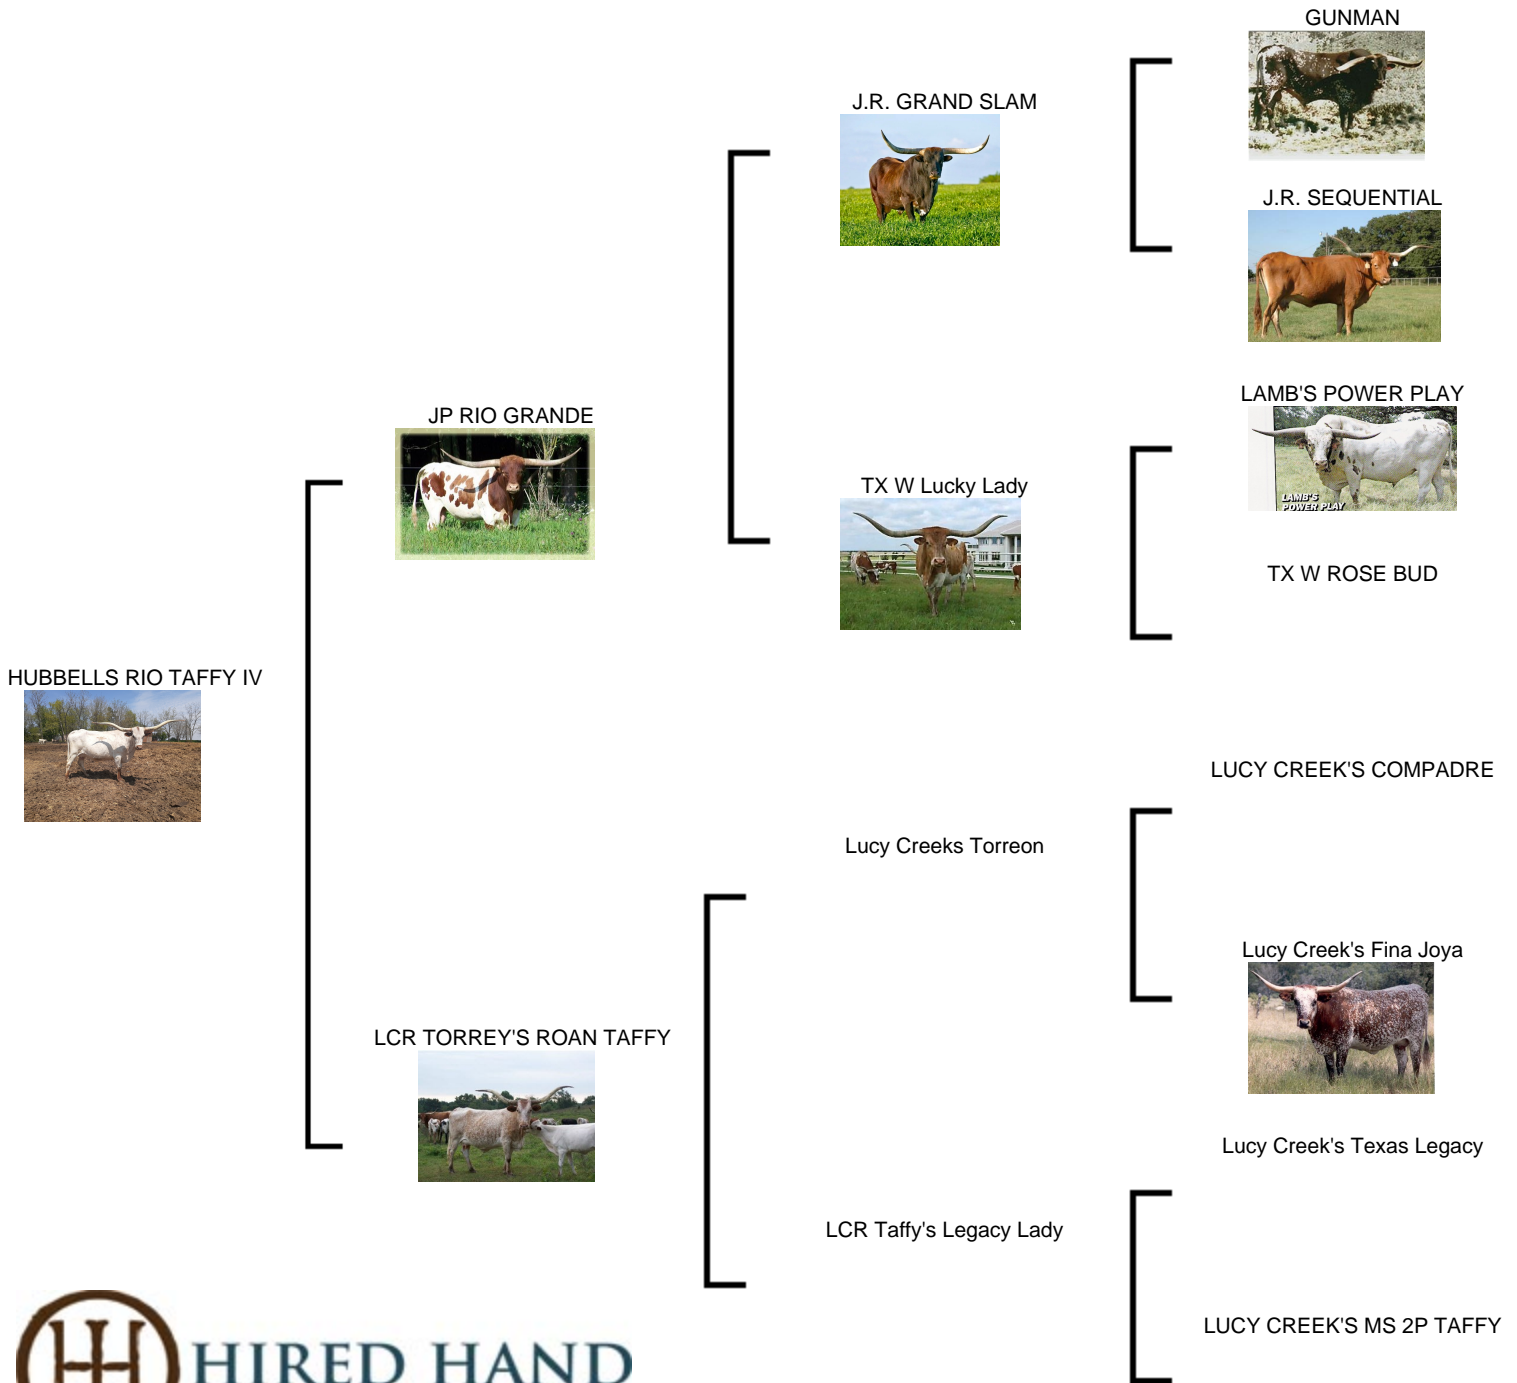 GUNMAN
J.R. GRAND SLAM
J.R. SEQUENTIAL
JP RIO GRANDE
LAMB'S POWER PLAY
LAMB'S
POWER PLAY
TX W Lucky Lady
TX W ROSE BUD
HUBBELLS RIO TAFFY IV
LUCY CREEK'S COMPADRE
Lucy Creeks Torreon
Lucy Creek's Fina Joya
LCR TORREY'S ROAN TAFFY
Lucy Creek's Texas Legacy
LCR Taffy's Legacy Lady
LUCY CREEK'S MS 2P TAFFY
HIRED HAND